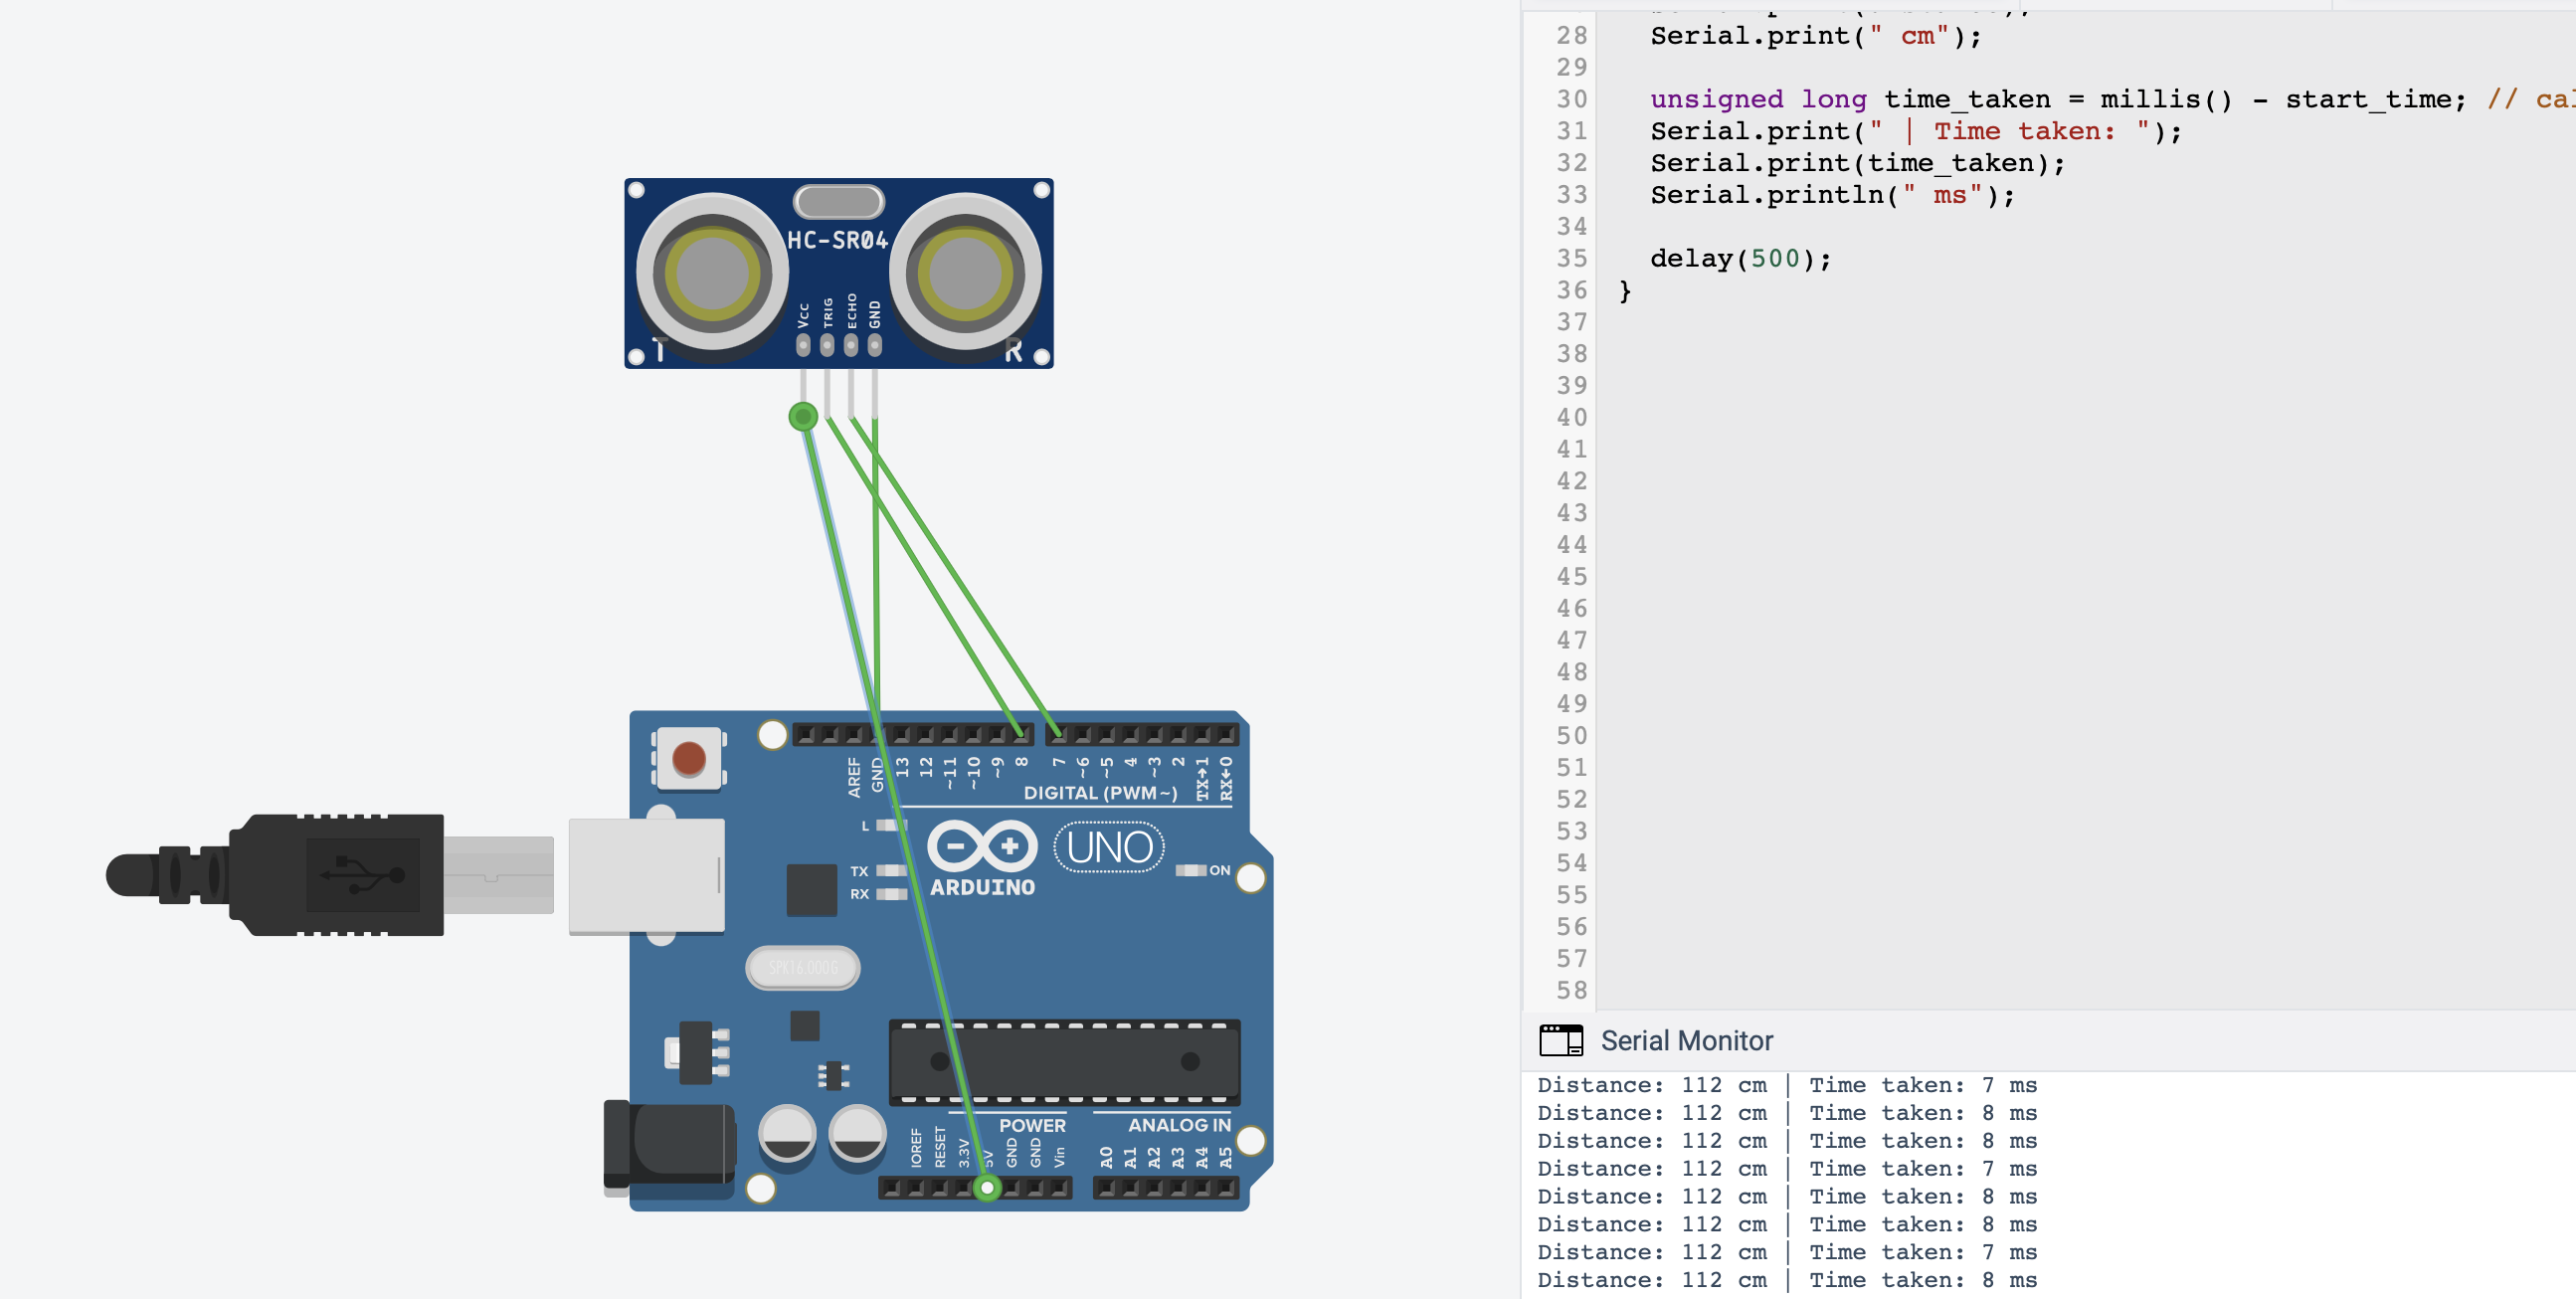 HC-SR04
Vcc
TRIG
ECHO
GND
T
R
AREF
GND
13
12
~11
~10
~9
8
7
~6
~5
4
~3
2
TX→1
RX←0
DIGITAL (PWM~)
L
TX
RX
ARDUINO
UNO
ON
SPK16.000G
POWER
ANALOG IN
IOREF
RESET
3.3V
5V
GND
GND
Vin
A0
A1
A2
A3
A4
A5
28 Serial.print(" cm");
29
30 unsigned long time_taken = millis() - start_time; //
31 Serial.print(" | Time taken: ");
32 Serial.print(time_taken);
33 Serial.println(" ms");
34
35 delay(500);
36 }
37
38
39
40
41
42
43
44
45
46
47
48
49
50
51
52
53
54
55
56
57
58
Serial Monitor
Distance: 112 cm | Time taken: 7 ms
Distance: 112 cm | Time taken: 8 ms
Distance: 112 cm | Time taken: 8 ms
Distance: 112 cm | Time taken: 7 ms
Distance: 112 cm | Time taken: 8 ms
Distance: 112 cm | Time taken: 8 ms
Distance: 112 cm | Time taken: 7 ms
Distance: 112 cm | Time taken: 8 ms